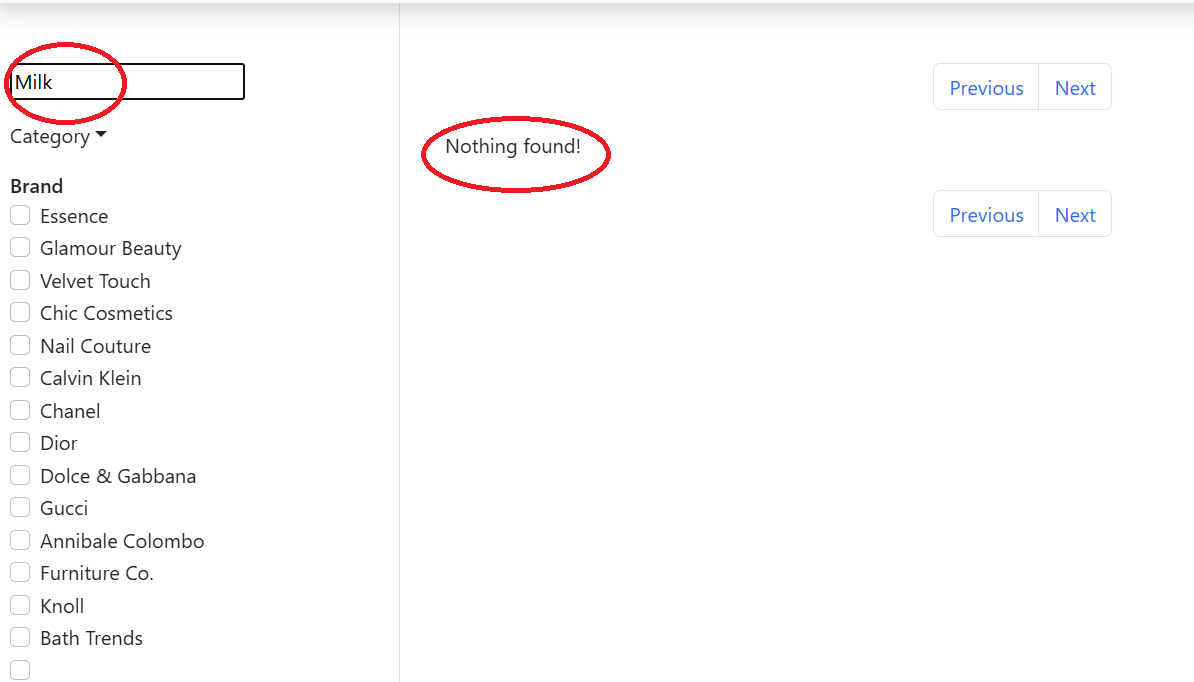 Milk
Category
Brand
Essence
Glamour Beauty
Velvet Touch
Chic Cosmetics
Nail Couture
Calvin Klein
Chanel
Dior
Dolce & Gabbana
Gucci
Annibale Colombo
Furniture Co.
Knoll
Bath Trends
Previous Next
Nothing found!
Previous Next